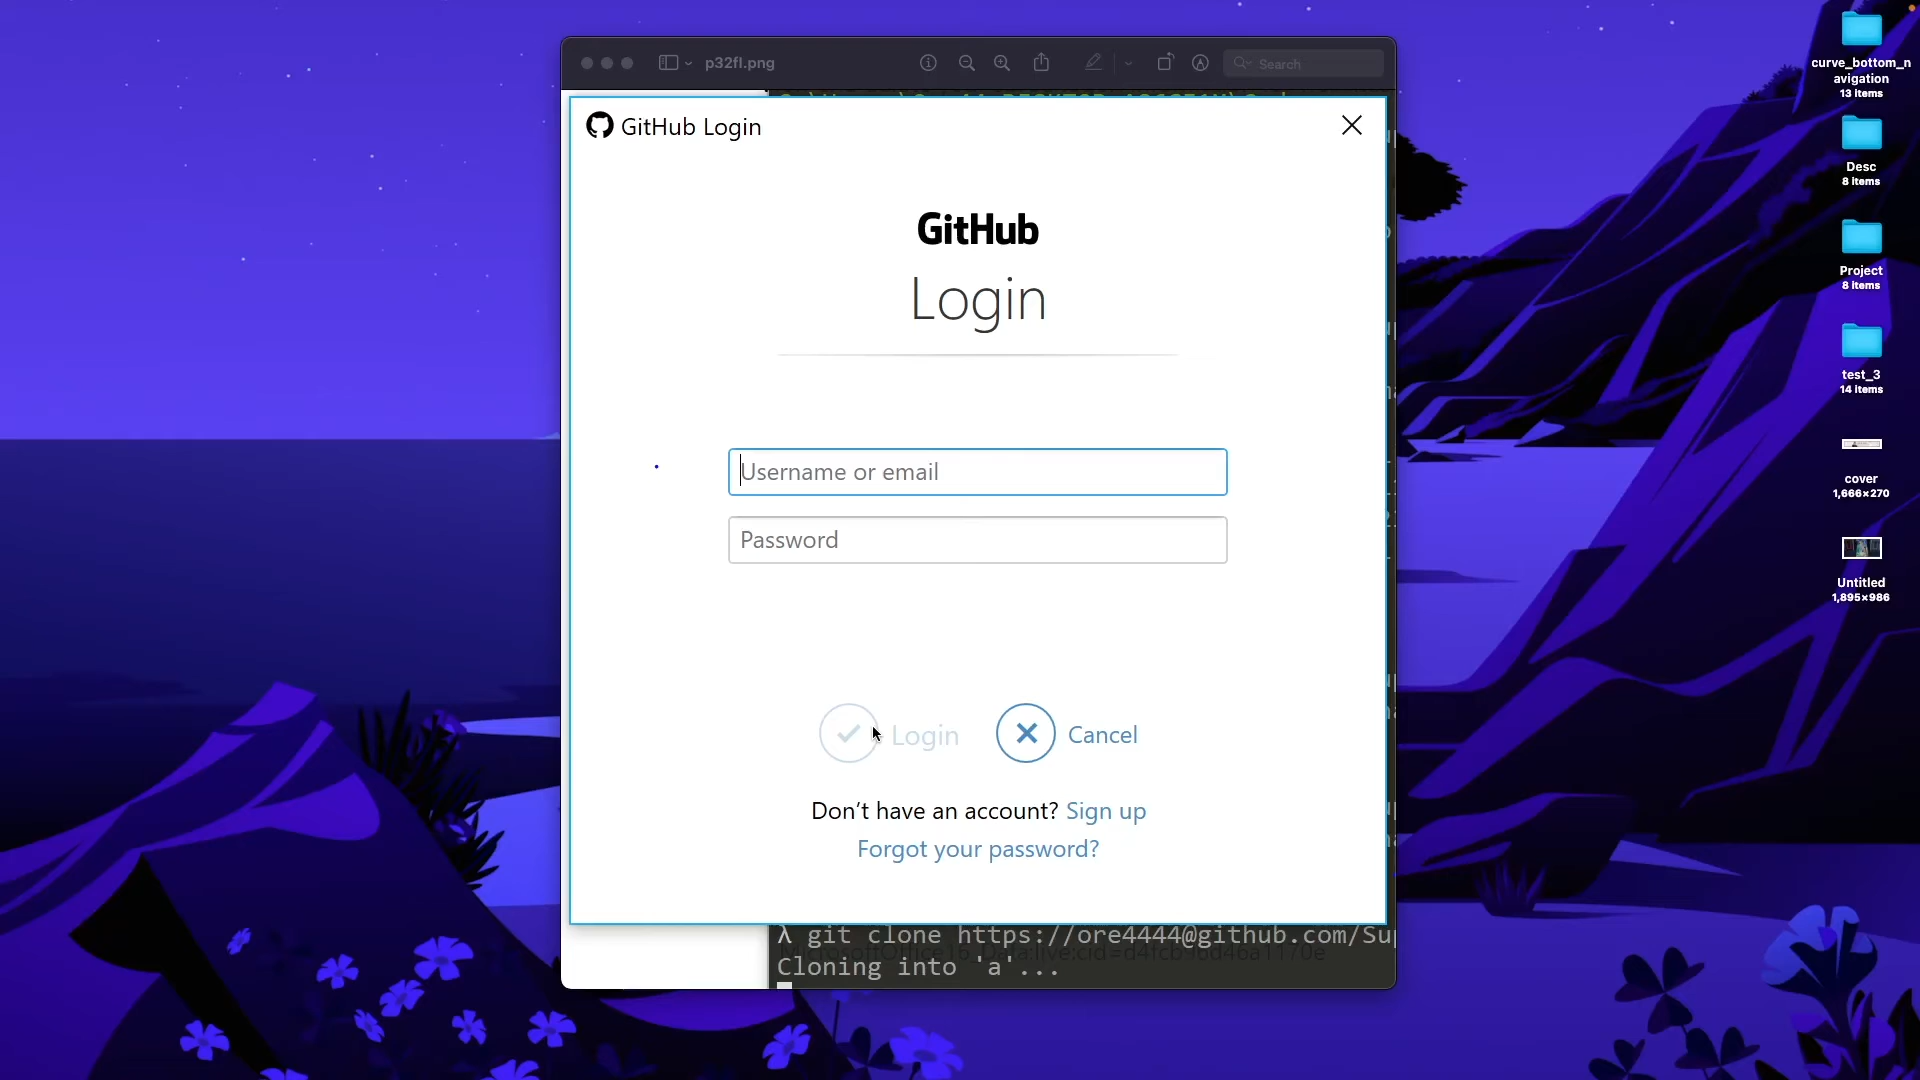 p32fl.png
Search
GitHub Login
GitHub
Login
Username or email
Password
Login
Cancel
Don't have an account? Sign up
Forgot your password?
λ git clone https://ore4444@github.com/Su
Cloning into 'a'...
curve_bottom_n
avigation
13 items
Desc
8 items
Project
8 items
test_3
14 items
cover
1,666×270
Untitled
1,895×986